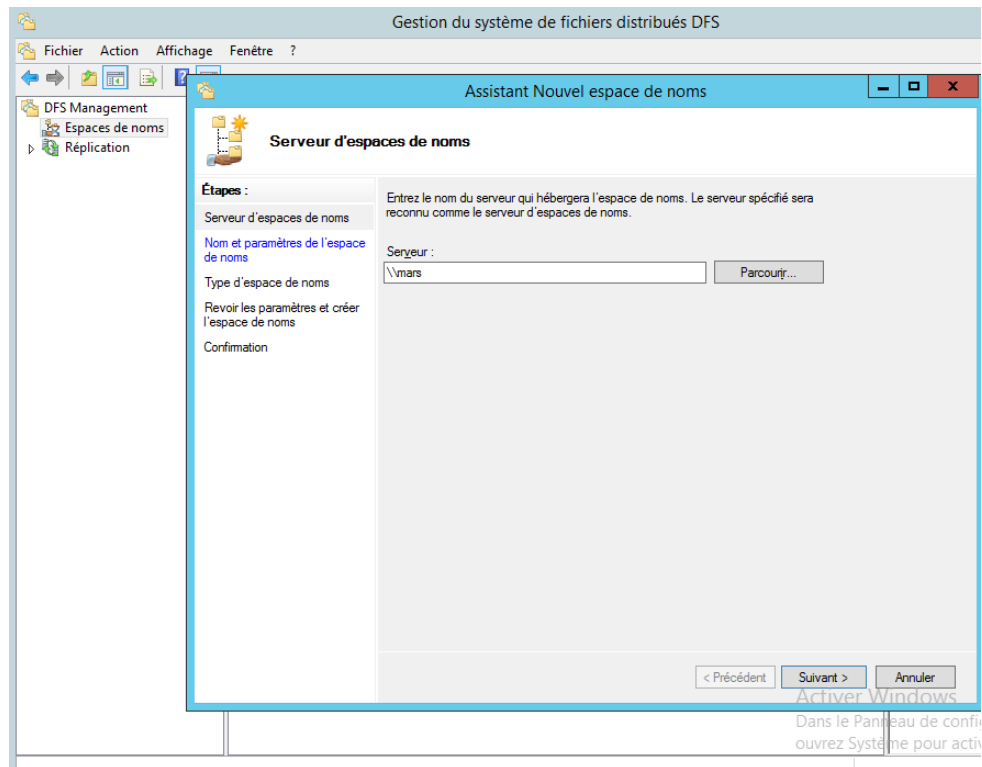 Gestion du système de fichiers distribués DFS
Fichier Action Affichage Fenêtre ?
Assistant Nouvel espace de noms
DFS Management
Espaces de noms
Réplication
Serveur d'espaces de noms
Étapes :
Serveur d'espaces de noms
Nom et paramètres de l'espace
de noms
Type d'espace de noms
Revoir les paramètres et créer
l'espace de noms
Confirmation
Entrez le nom du serveur qui hébergera l'espace de noms. Le serveur spécifié sera
reconnu comme le serveur d'espaces de noms.
Serveur :
\\mars
Parcourir...
< Précédent Suivant > Annuler
Activer Windows
Dans le Panneau de confi
ouvrez Système pour acti